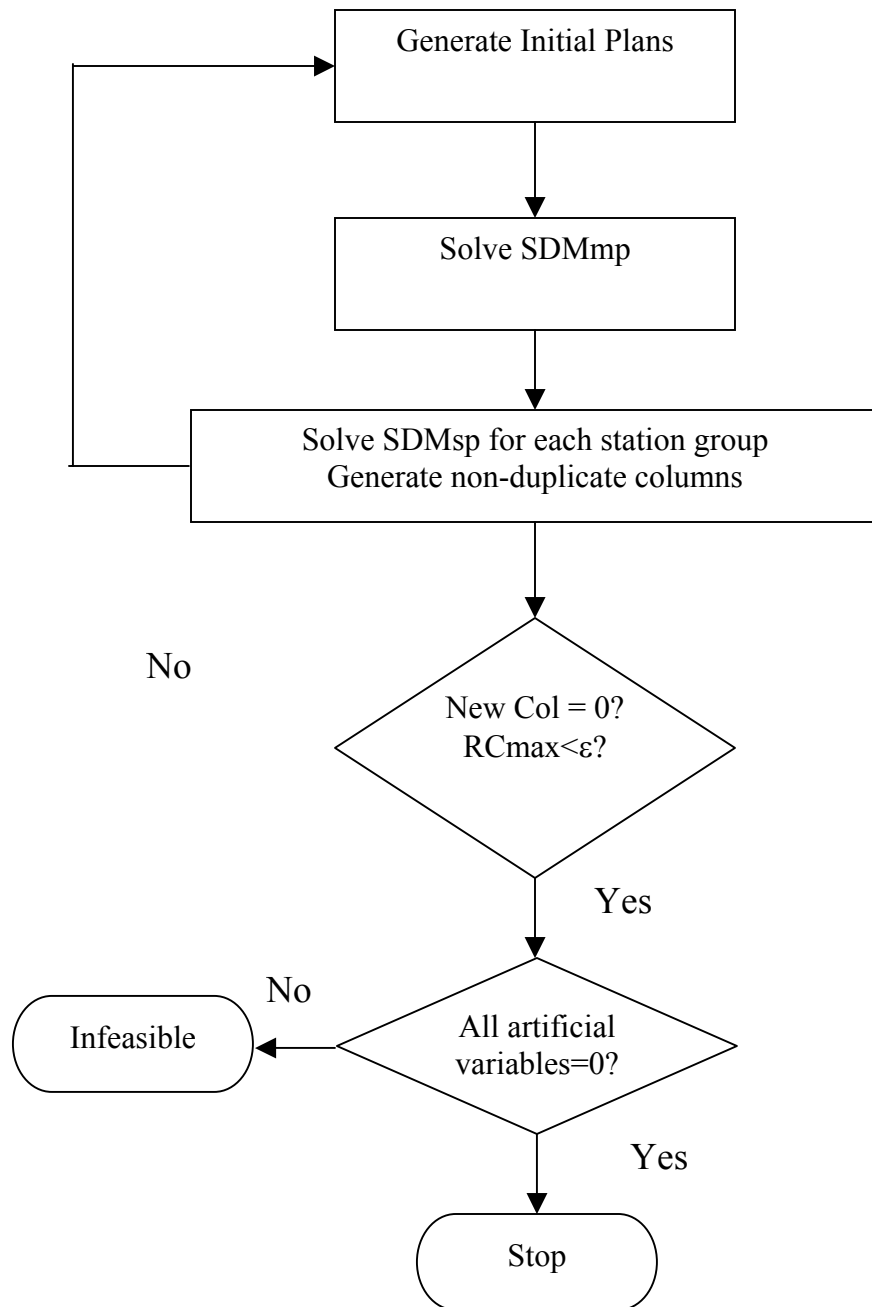 Generate Initial Plans
Solve SDMmp
Solve SDMsp for each station group
Generate non-duplicate columns
No
New Col = 0?
RCmax<ε?
Yes
No
Infeasible
All artificial
variables=0?
Yes
Stop